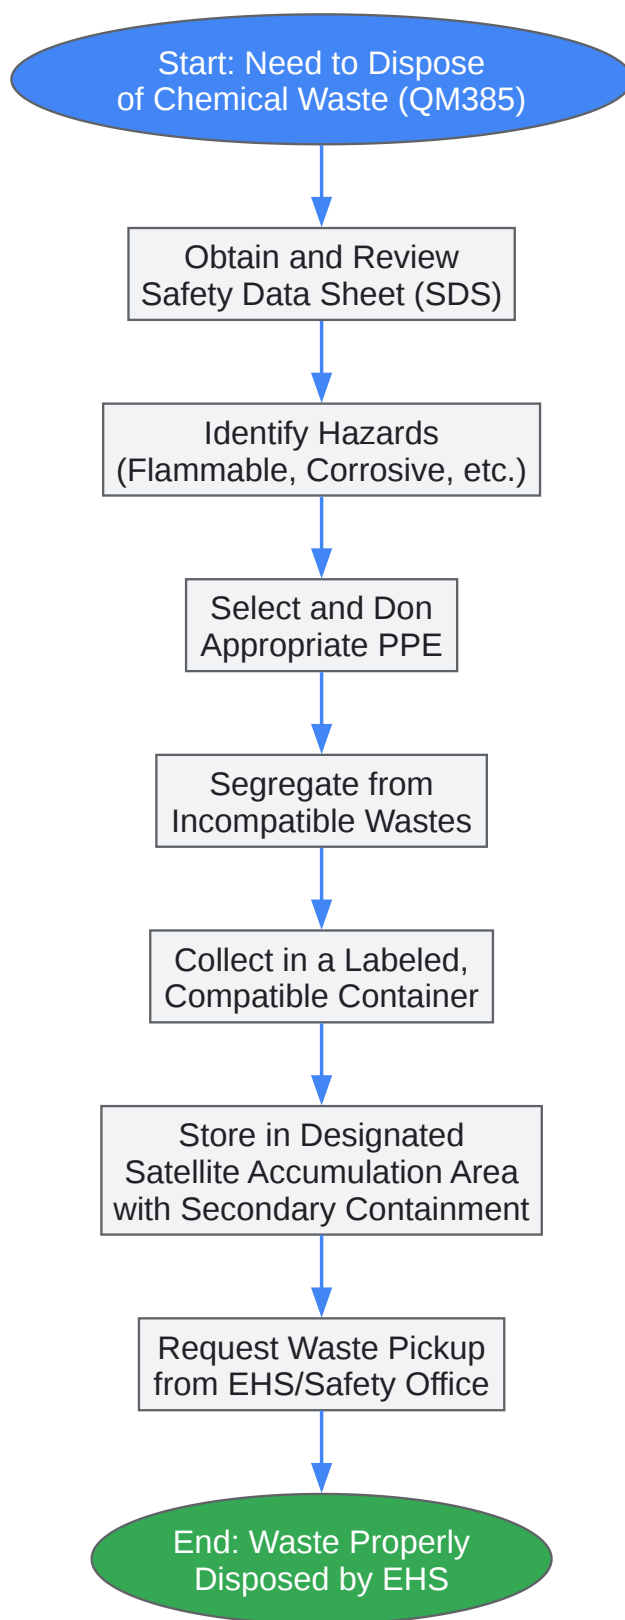 Start: Need to Dispose
of Chemical Waste (QM385)
Obtain and Review
Safety Data Sheet (SDS)
Identify Hazards
(Flammable, Corrosive, etc.)
Select and Don
Appropriate PPE
Segregate from
Incompatible Wastes
Collect in a Labeled,
Compatible Container
Store in Designated
Satellite Accumulation Area
with Secondary Containment
Request Waste Pickup
from EHS/Safety Office
End: Waste Properly
Disposed by EHS